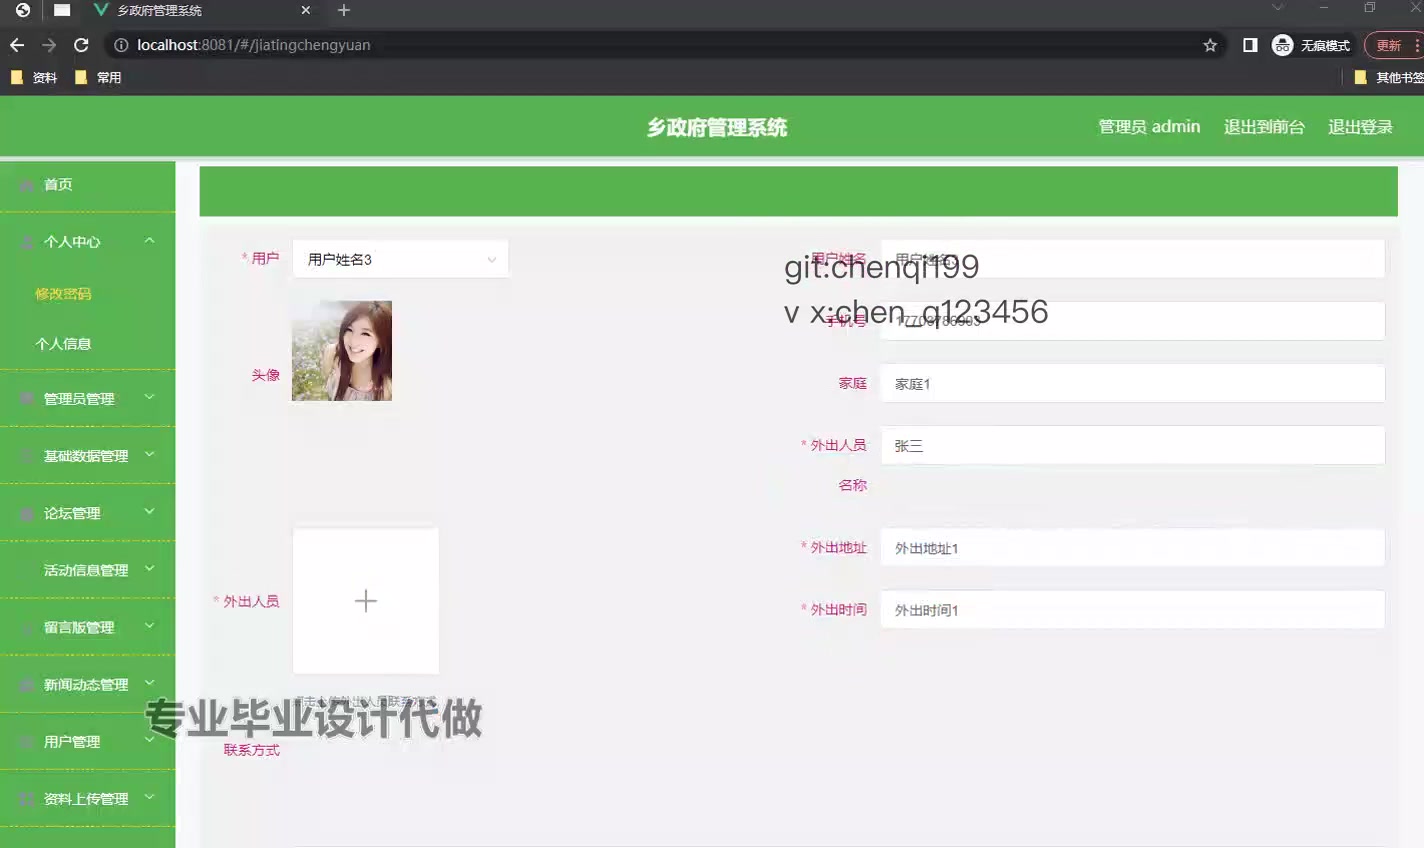 乡政府管理系统
localhost:8081/#/jiatingchengyuan
无痕模式
更新
资料
常用
其他书签
乡政府管理系统
管理员 admin
退出到前台
退出登录
首页
个人中心
修改密码
个人信息
管理员管理
基础数据管理
论坛管理
活动信息管理
留言版管理
新闻动态管理
用户管理
资料上传管理
* 用户
用户姓名3
用户姓名
git:chenqi199
v x:chen_q123456
手机号
头像
家庭
家庭1
* 外出人员
张三
名称
* 外出地址
外出地址1
* 外出人员
* 外出时间
外出时间1
专业毕业设计代做
联系方式